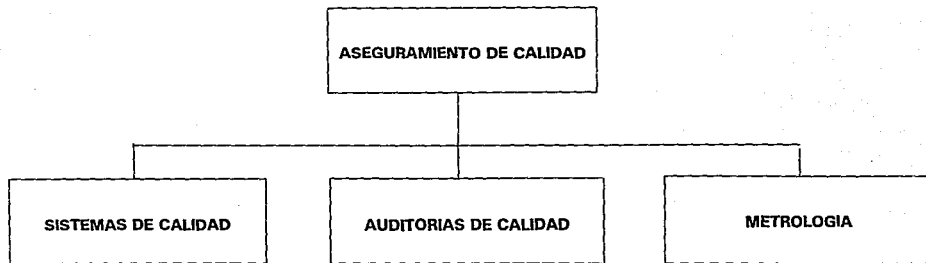 ASEGURAMIENTO DE CALIDAD
SISTEMAS DE CALIDAD
AUDITORIAS DE CALIDAD
METROLOGIA